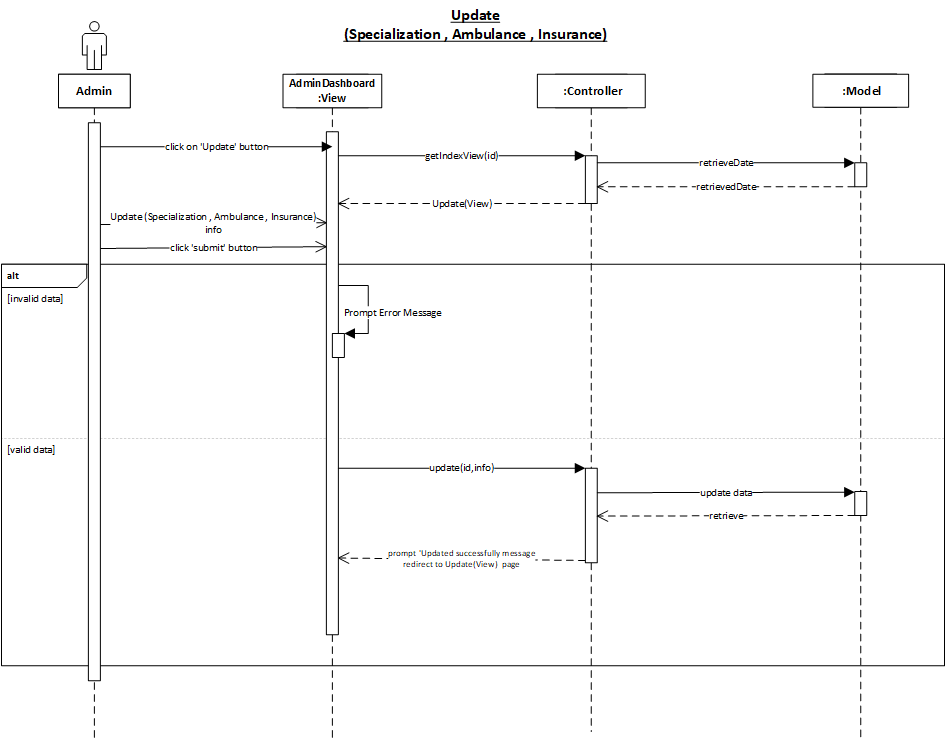 Update
(Specialization , Ambulance , Insurance)
Admin
AdminDashboard
:View
:Controller
:Model
click on 'Update' button
getIndexView(id)
retrieveDate
retrievedDate
Update(View)
Update (Specialization , Ambulance , Insurance)
info
click 'submit' button
alt
[invalid data]
Prompt Error Message
[valid data]
update(id,info)
update data
retrieve
prompt 'Updated successfully message
redirect to Update(View) page